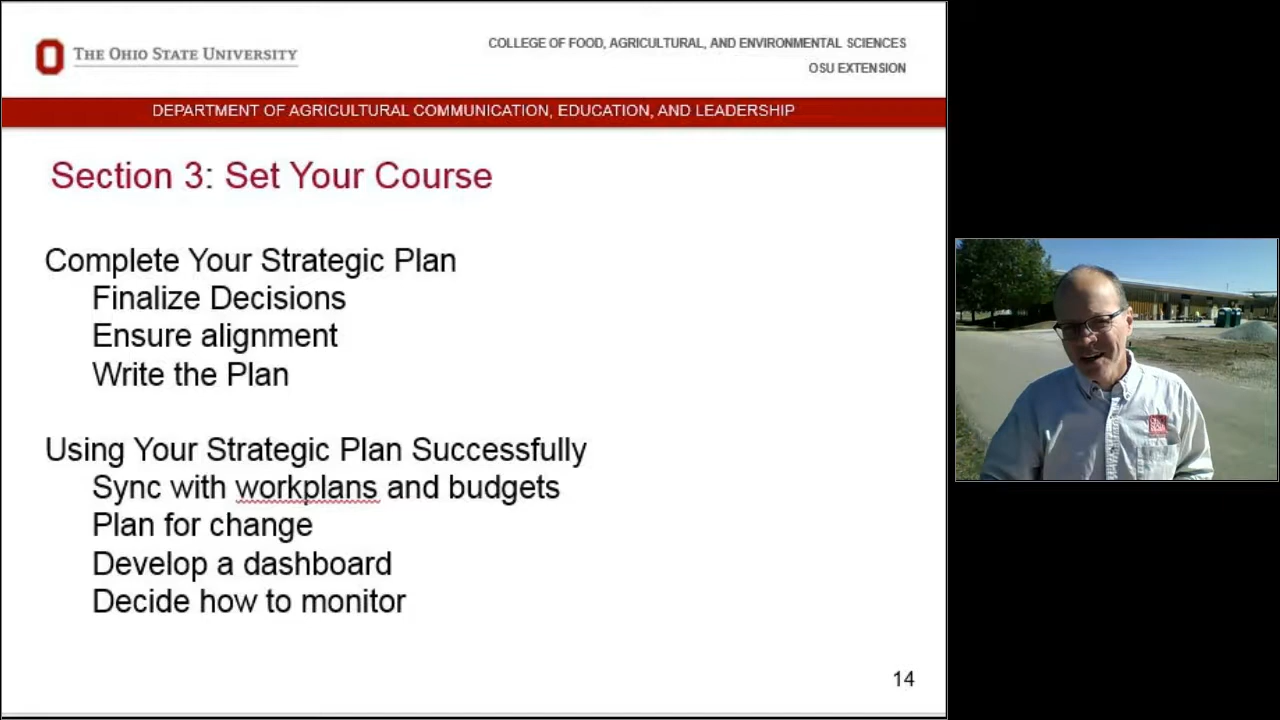 THE OHIO STATE UNIVERSITY
COLLEGE OF FOOD, AGRICULTURAL, AND ENVIRONMENTAL SCIENCES
OSU EXTENSION
DEPARTMENT OF AGRICULTURAL COMMUNICATION, EDUCATION, AND LEADERSHIP
Section 3: Set Your Course
Complete Your Strategic Plan
Finalize Decisions
Ensure alignment
Write the Plan
Using Your Strategic Plan Successfully
Sync with workplans and budgets
Plan for change
Develop a dashboard
Decide how to monitor
14